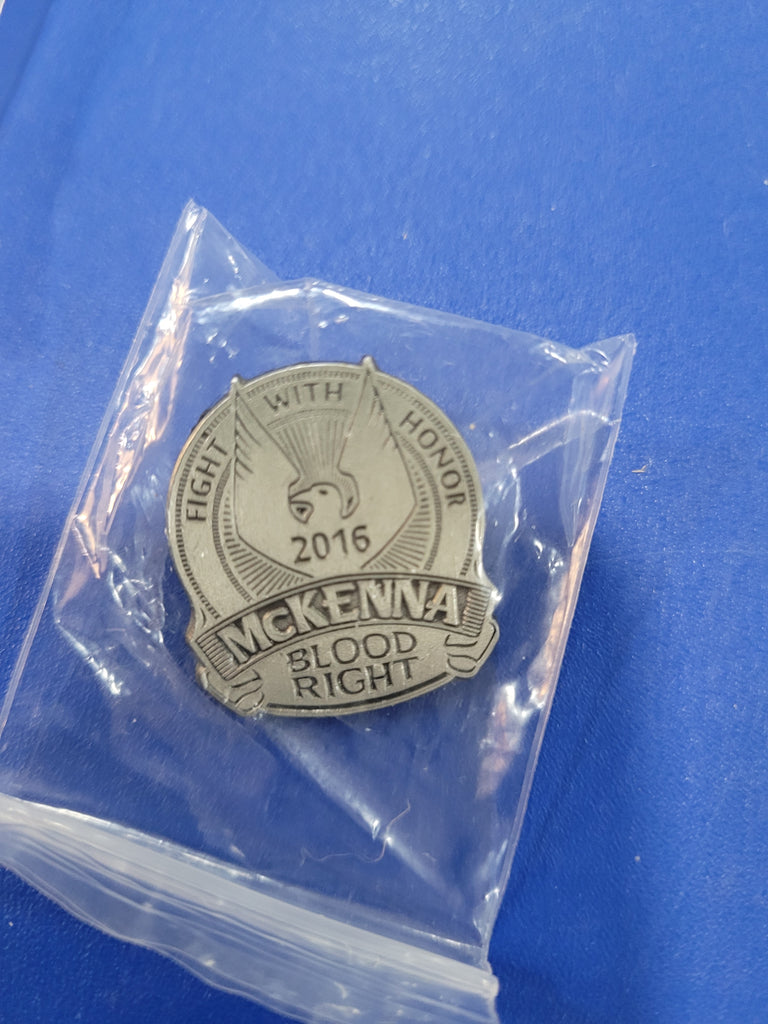 FIGHT WITH HONOR
2016
McKENNA
BLOOD
RIGHT